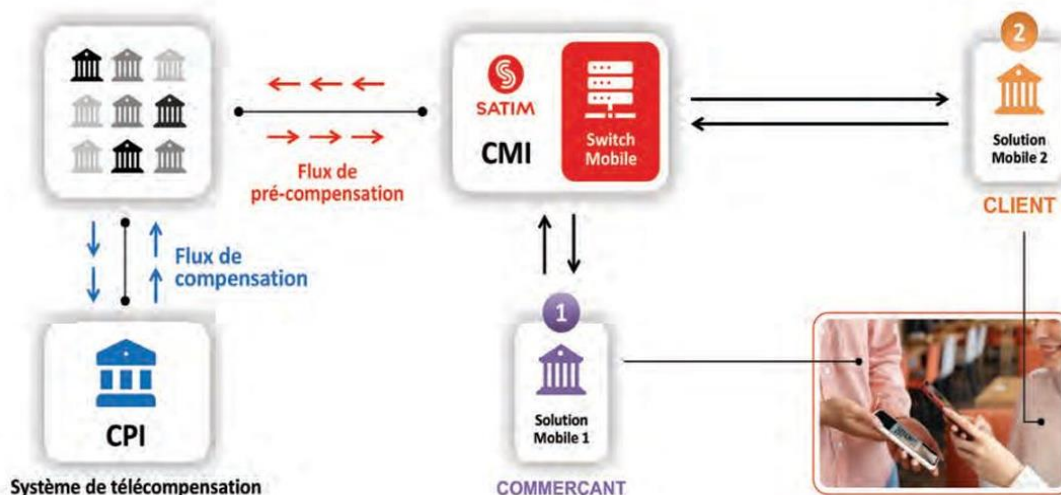 2
SATIM
CMI
Switch
Mobile
Solution
Mobile 2
CLIENT
Flux de
pré-compensation
Flux de
compensation
1
CPI
Solution
Mobile 1
Système de télécompensation
COMMERÇANT